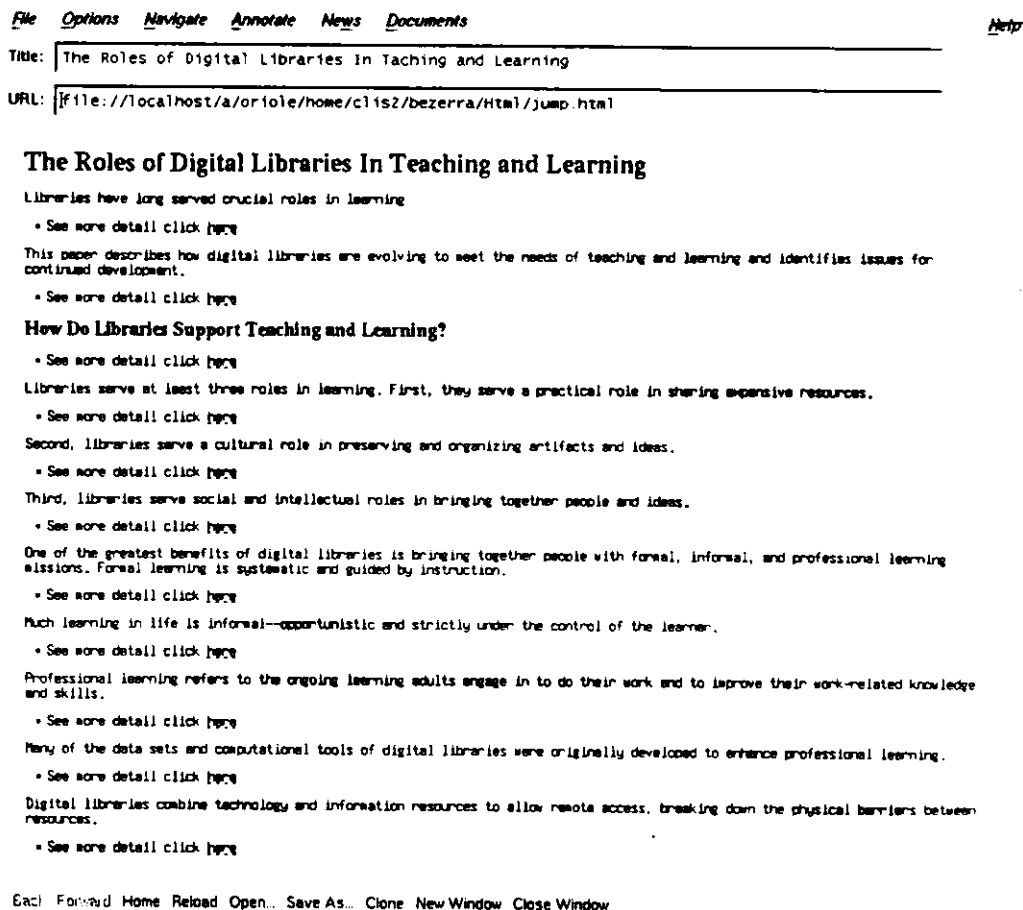 File Options Navigate Annotate News Documents Help
Title: The Roles of Digital Libraries In Taching and Learning
URL: file://localhost/a/oriole/home/clis2/bezerra/Html/jump.html
The Roles of Digital Libraries In Teaching and Learning
Libraries have long served crucial roles in learning
• See more detail click here
This paper describes how digital libraries are evolving to meet the needs of teaching and learning and identifies issues for
continued development.
• See more detail click here
How Do Libraries Support Teaching and Learning?
• See more detail click here
Libraries serve at least three roles in learning. First, they serve a practical role in sharing expensive resources.
• See more detail click here
Second, libraries serve a cultural role in preserving and organizing artifacts and ideas.
• See more detail click here
Third, libraries serve social and intellectual roles in bringing together people and ideas.
• See more detail click here
One of the greatest benefits of digital libraries is bringing together people with formal, informal, and professional learning
missions. Formal learning is systematic and guided by instruction.
• See more detail click here
Much learning in life is informal--opportunistic and strictly under the control of the learner.
• See more detail click here
Professional learning refers to the ongoing learning adults engage in to do their work and to improve their work-related knowledge
and skills.
• See more detail click here
Many of the data sets and computational tools of digital libraries were originally developed to enhance professional learning.
• See more detail click here
Digital libraries combine technology and information resources to allow remote access, breaking down the physical barriers between
resources.
• See more detail click here
Back Forward Home Reload Open... Save As... Clone New Window Close Window